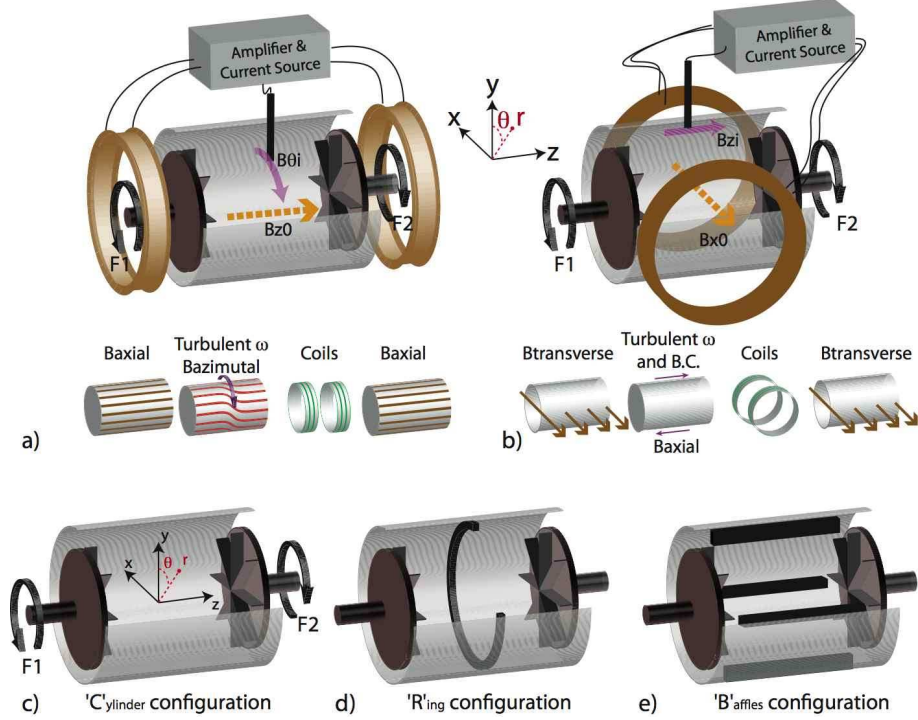 Amplifier &
Current Source
Bθi
Bz0
F1
F2
y
x
θ
r
z
Amplifier &
Current Source
Bzi
Bx0
F1
F2
Baxial
Turbulent ω
Bazimutal
Coils
Baxial
a)
Btransverse
Turbulent ω
and B.C.
Coils
Btransverse
Baxial
b)
y
x
θ
r
z
F1
F2
c)
'C'ylinder configuration
d)
'R'ing configuration
e)
'B'affles configuration